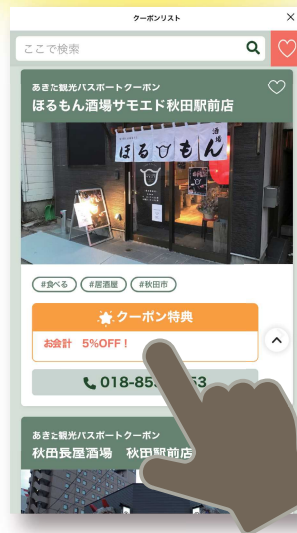 クーポンリスト
ここで検索
あきた観光パスポートクーポン
ほるもん酒場サモエド秋田駅前店
ほるもん
酒場
#食べる #居酒屋 #秋田市
クーポン特典
お会計 5%OFF!
あきた観光パスポートクーポン
秋田長屋酒場 秋田駅前店